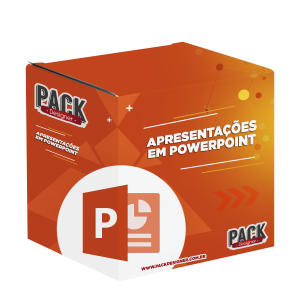 PACK
Designer
APRESENTAÇÕES
EM POWERPOINT
APRESENTAÇÕES
EM POWERPOINT
P
PACK
Designer
WWW.PACKDESIGNER.COM.BR